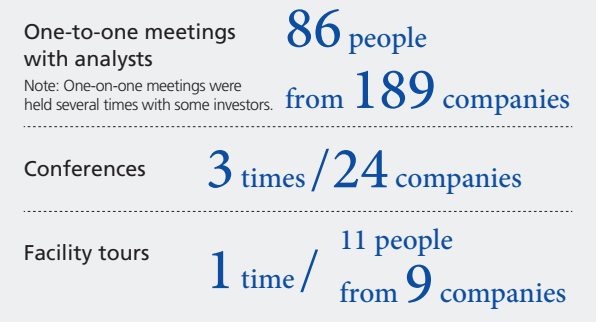 One-to-one meetings
with analysts
Note: One-on-one meetings were
held several times with some investors.
86 people
from 189 companies
Conferences
3 times / 24 companies
Facility tours
1 time /
11 people
from 9 companies